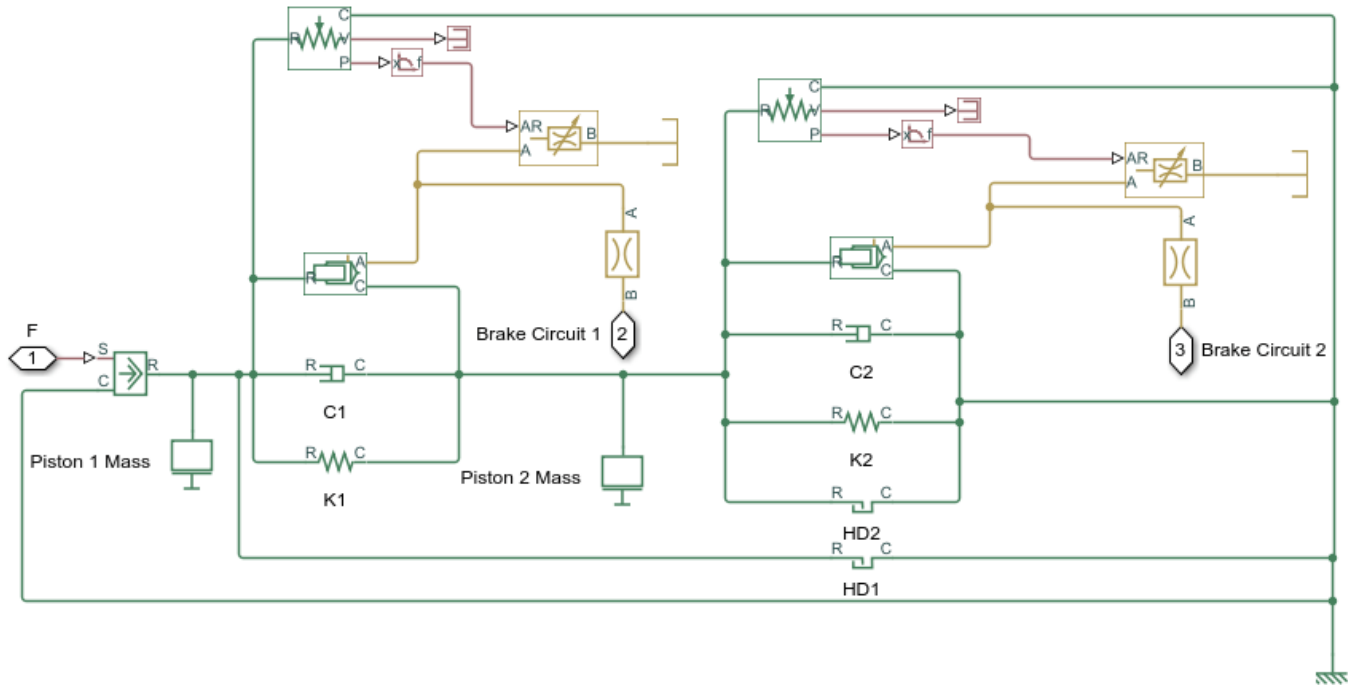 C
R
V
P
x f
C
R
V
P
x f
AR
B
A
AR
B
A
A
A
R
A
C
R
A
C
B
B
F
1
S
C
R
Brake Circuit 1
2
3
Brake Circuit 2
R C
C1
R C
C2
Piston 1 Mass
R C
K1
Piston 2 Mass
R C
K2
R C
HD2
R C
HD1